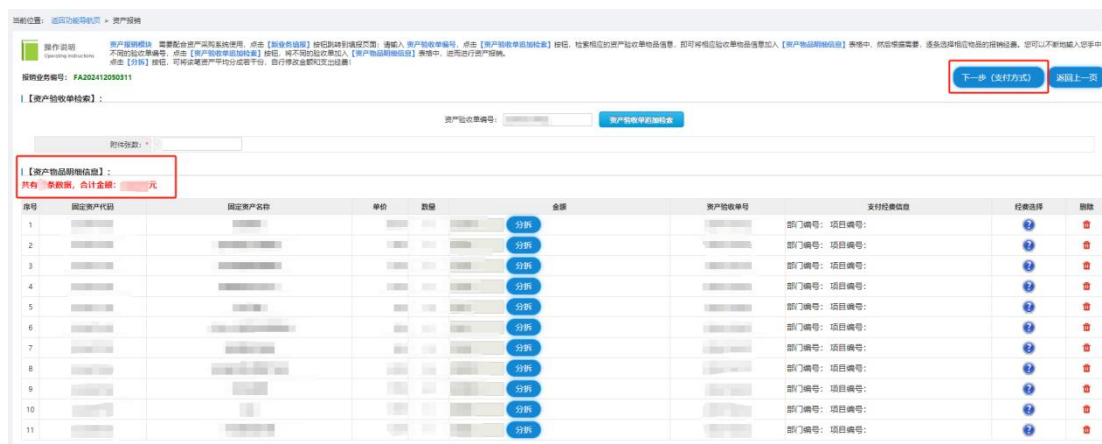 当前位置： 返回功能导航页 » 资产报销
操作说明
Operating instructions
资产报销模块 需要配合资产采购系统使用，点击【新业务填报】按钮跳转到填报页面；请输入 资产验收单编号，点击【资产验收单追加检索】按钮，检索相应的资产验收单物品信息，即可将相应验收单物品信息加入【资产物品明细信息】表格中，然后根据需要，逐条选择相应物品的报销经费。您可以不断地输入您手中
不同的验收单编号，点击【资产验收单追加检索】按钮，将不同的验收单加入【资产物品明细信息】表格中，进而进行资产报销。
点击【分拆】按钮，可将该笔资产平均分成若干份，自行修改金额和支出经费！
报销业务编号： FA202412050311
下一步（支付方式）
返回上一页
【资产验收单检索】：
资产验收单编号：
资产验收单追加检索
附件张数：*
【资产物品明细信息】：
共有 条数据，合计金额： 元
序号 固定资产代码 固定资产名称 单价 数量 金额 资产验收单号 支付经费信息 经费选择 删除
1 分拆 部门编号： 项目编号：
2 分拆 部门编号： 项目编号：
3 分拆 部门编号： 项目编号：
4 分拆 部门编号： 项目编号：
5 分拆 部门编号： 项目编号：
6 分拆 部门编号： 项目编号：
7 分拆 部门编号： 项目编号：
8 分拆 部门编号： 项目编号：
9 分拆 部门编号： 项目编号：
10 分拆 部门编号： 项目编号：
11 分拆 部门编号： 项目编号：